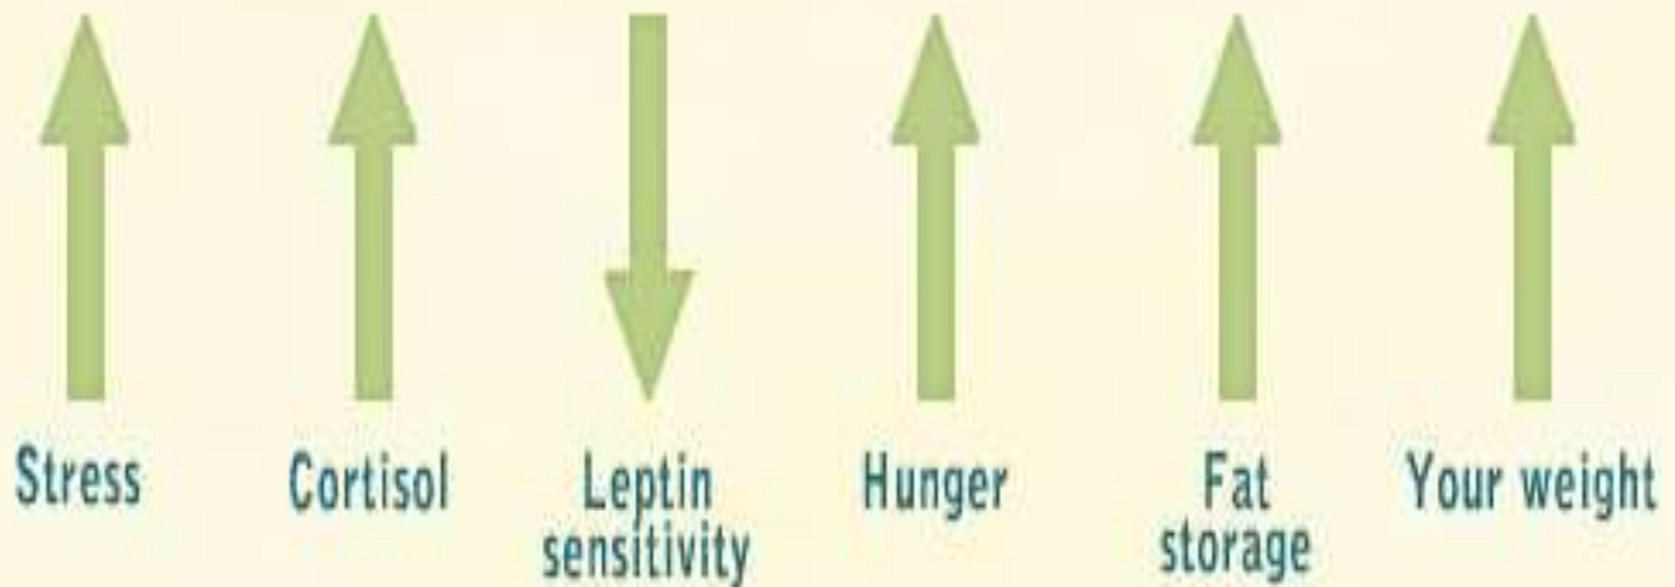 Stress
Cortisol
Leptin
sensitivity
Hunger
Fat
storage
Your weight